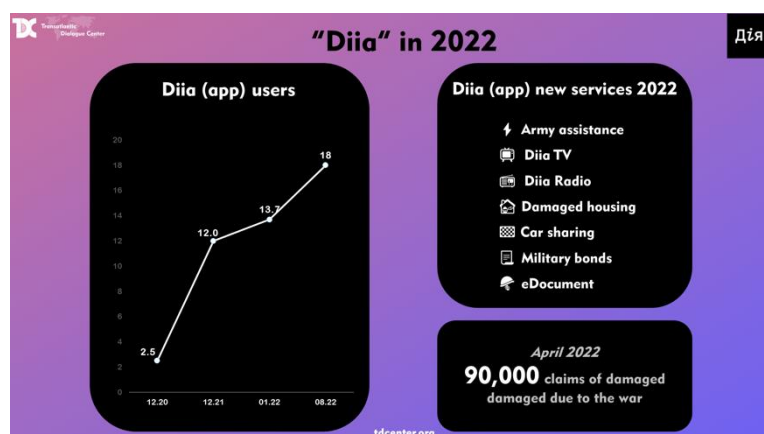 TDC
Transatlantic
Dialogue Center
"Diia" in 2022
Дія
Diia (app) users
20
18
16
14
12
10
8
6
4
2
0
2.5
12.0
13.7
18
12.20
12.21
01.22
08.22
Diia (app) new services 2022
Army assistance
Diia TV
Diia Radio
Damaged housing
Car sharing
Military bonds
eDocument
April 2022
90,000 claims of damaged
damaged due to the war
tdcenter.org